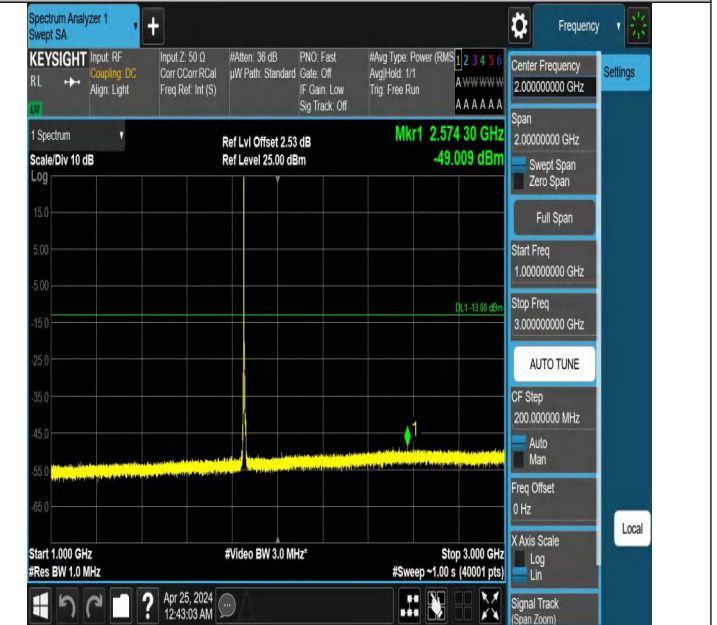 Spectrum Analyzer 1
Swept SA
+
Frequency
KEYSIGHT
RL
Input: RF
Coupling: DC
Align: Light
Input Z: 50 Ω
Corr CCorr RCal
Freq Ref: Int (S)
#Atten: 36 dB
µW Path: Standard
PNO: Fast
Gate: Off
IF Gain: Low
Sig Track: Off
#Avg Type: Power (RMS
Avg|Hold: 1/1
Trig: Free Run
1 2 3 4 5 6
A W W W W W
A A A A A A
1 Spectrum
Scale/Div 10 dB
Log
Ref Lvl Offset 2.53 dB
Ref Level 25.00 dBm
Mkr1 2.574 30 GHz
-49.009 dBm
15.0
5.00
-5.00
DL1 -13.00 dBm
-15.0
-25.0
-35.0
-45.0
1
-55.0
-65.0
Start 1.000 GHz
#Res BW 1.0 MHz
#Video BW 3.0 MHz*
Stop 3.000 GHz
#Sweep ~1.00 s (40001 pts)
Center Frequency
2.000000000 GHz
Settings
Span
2.00000000 GHz
Swept Span
Zero Span
Full Span
Start Freq
1.000000000 GHz
Stop Freq
3.000000000 GHz
AUTO TUNE
CF Step
200.000000 MHz
Auto
Man
Freq Offset
0 Hz
X Axis Scale
Log
Lin
Local
Signal Track
(Span Zoom)
?
Apr 25, 2024
12:43:03 AM